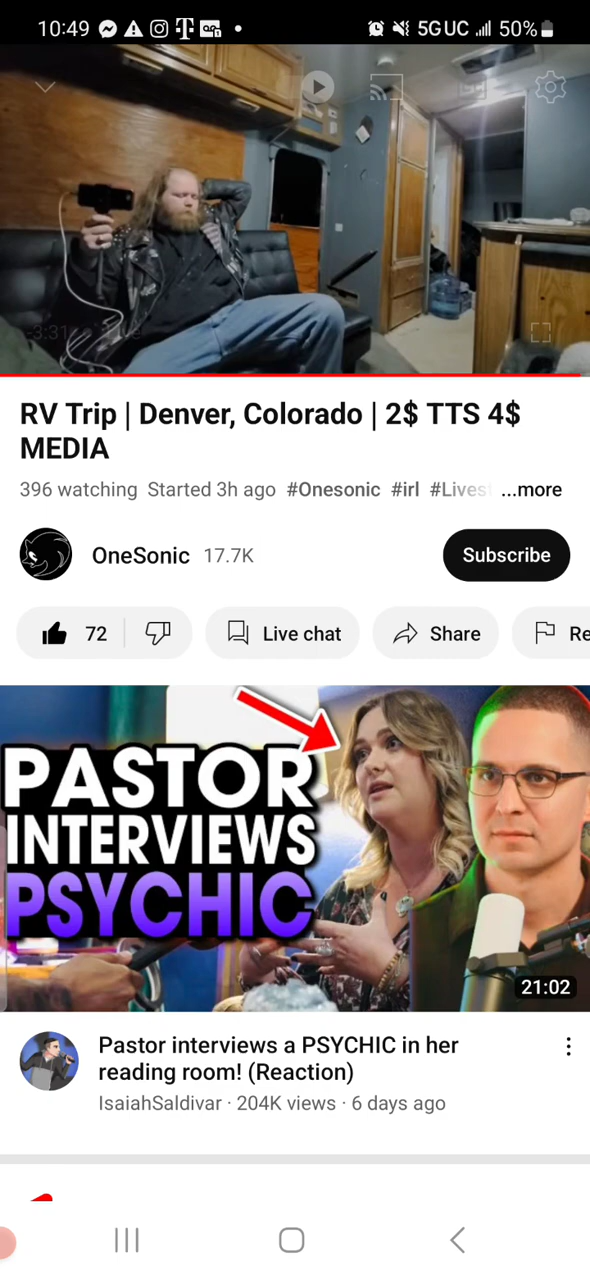 10:49
5G UC
50%
-3:31
RV Trip | Denver, Colorado | 2$ TTS 4$
MEDIA
396 watching Started 3h ago #Onesonic #irl #Lives ...more
OneSonic 17.7K
Subscribe
72
Live chat
Share
Re
PASTOR
INTERVIEWS
PSYCHIC
21:02
Pastor interviews a PSYCHIC in her
reading room! (Reaction)
IsaiahSaldivar · 204K views · 6 days ago